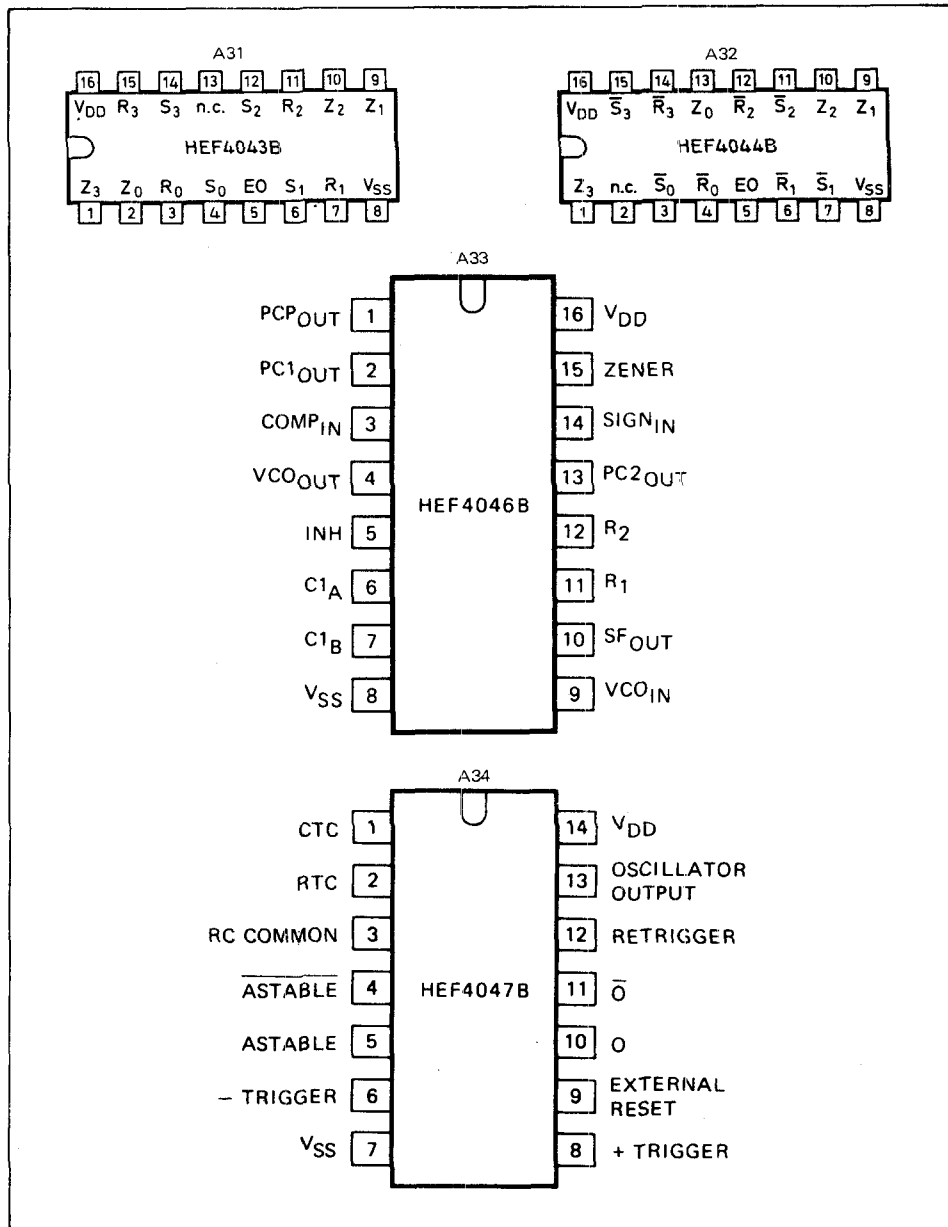 A31
16 15 14 13 12 11 10 9
VDD R3 S3 n.c. S2 R2 Z2 Z1
HEF4043B
Z3 Z0 R0 S0 EO S1 R1 VSS
1 2 3 4 5 6 7 8
A32
16 15 14 13 12 11 10 9
VDD S̅3 R̅3 Z0 R̅2 S̅2 Z2 Z1
HEF4044B
Z3 n.c. S̅0 R̅0 EO R̅1 S̅1 VSS
1 2 3 4 5 6 7 8
A33
PCPOUT 1 16 VDD
PC1OUT 2 15 ZENER
COMPIN 3 14 SIGNIN
VCOOUT 4 13 PC2OUT
HEF4046B
INH 5 12 R2
C1A 6 11 R1
C1B 7 10 SFOUT
VSS 8 9 VCOIN
A34
CTC 1 14 VDD
RTC 2 13 OSCILLATOR
OUTPUT
RC COMMON 3 12 RETRIGGER
A̅S̅T̅A̅B̅L̅E̅ 4 HEF4047B 11 O̅
ASTABLE 5 10 O
– TRIGGER 6 9 EXTERNAL
RESET
VSS 7 8 + TRIGGER